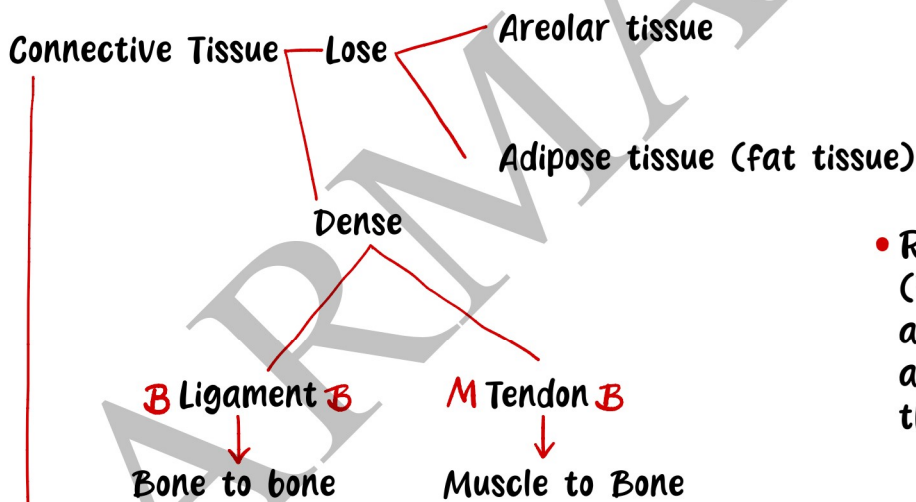 Connective Tissue Lose Areolar tissue
Adipose tissue (fat tissue)
Dense
B Ligament B M Tendon B
Bone to bone Muscle to Bone
• R
(
a
a
t